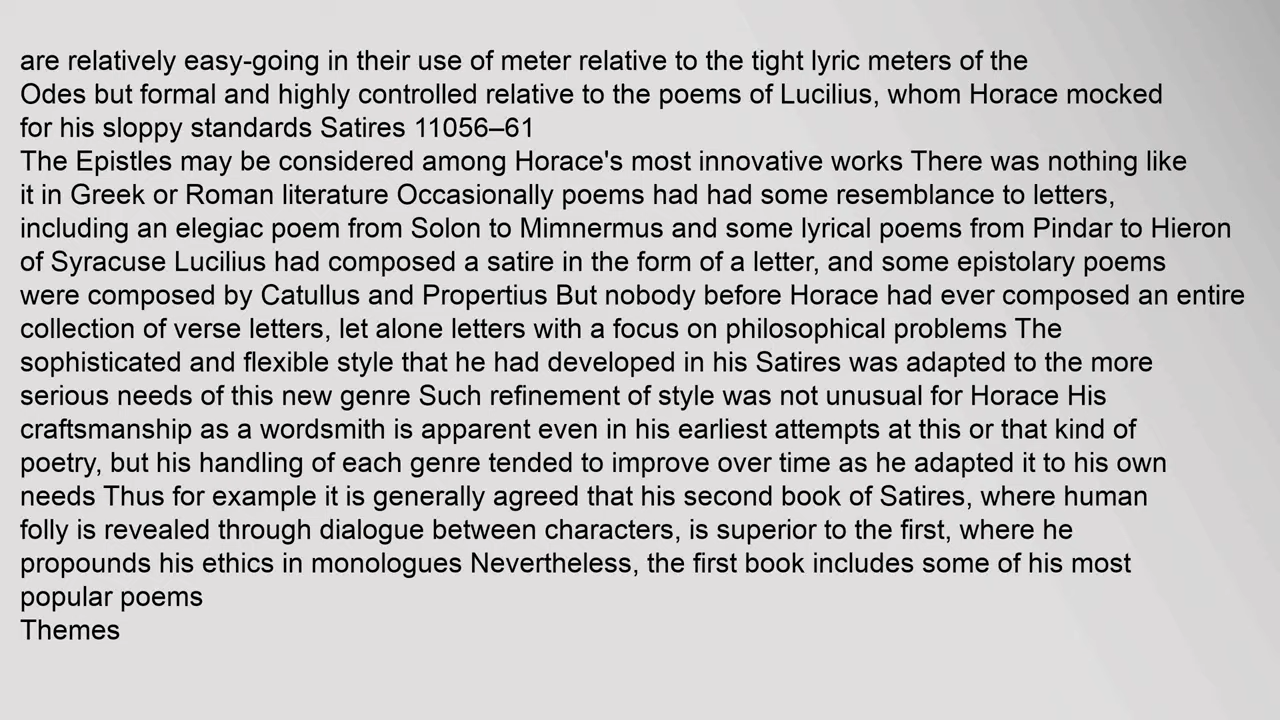 are relatively easy-going in their use of meter relative to the tight lyric meters of the
Odes but formal and highly controlled relative to the poems of Lucilius, whom Horace mocked
for his sloppy standards Satires 11056–61
The Epistles may be considered among Horace's most innovative works There was nothing like
it in Greek or Roman literature Occasionally poems had had some resemblance to letters,
including an elegiac poem from Solon to Mimnermus and some lyrical poems from Pindar to Hieron
of Syracuse Lucilius had composed a satire in the form of a letter, and some epistolary poems
were composed by Catullus and Propertius But nobody before Horace had ever composed an entire
collection of verse letters, let alone letters with a focus on philosophical problems The
sophisticated and flexible style that he had developed in his Satires was adapted to the more
serious needs of this new genre Such refinement of style was not unusual for Horace His
craftsmanship as a wordsmith is apparent even in his earliest attempts at this or that kind of
poetry, but his handling of each genre tended to improve over time as he adapted it to his own
needs Thus for example it is generally agreed that his second book of Satires, where human
folly is revealed through dialogue between characters, is superior to the first, where he
propounds his ethics in monologues Nevertheless, the first book includes some of his most
popular poems
Themes